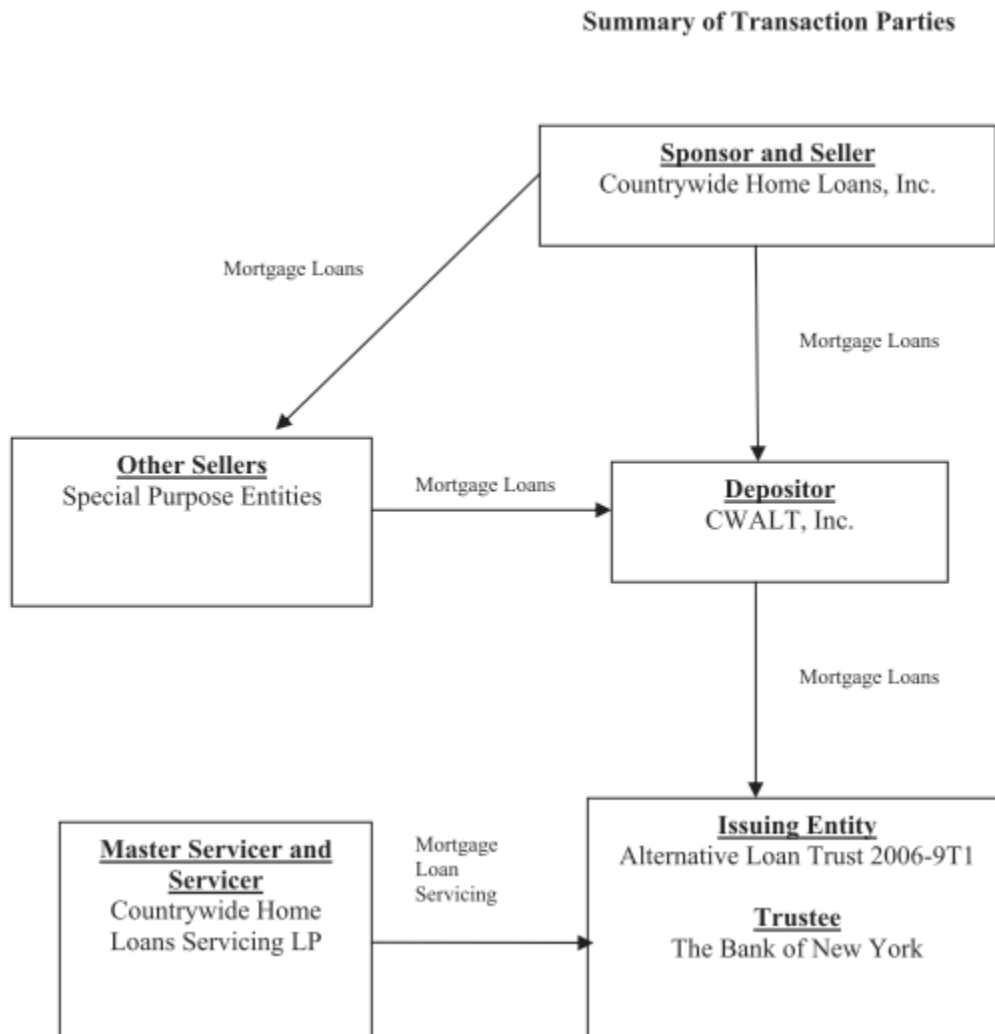 Summary of Transaction Parties
Sponsor and Seller
Countrywide Home Loans, Inc.
Mortgage Loans
Mortgage Loans
Other Sellers
Special Purpose Entities
Mortgage Loans
Depositor
CWALT, Inc.
Mortgage Loans
Master Servicer and
Servicer
Countrywide Home
Loans Servicing LP
Mortgage
Loan
Servicing
Issuing Entity
Alternative Loan Trust 2006-9T1
Trustee
The Bank of New York